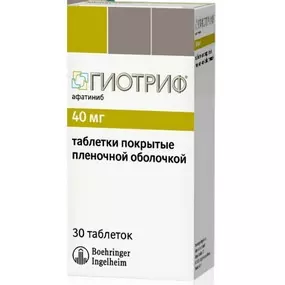 ГИОТРИФ®
афатиниб
40 мг
таблетки покрытые
пленочной оболочкой
30 таблеток
Boehringer
Ingelheim